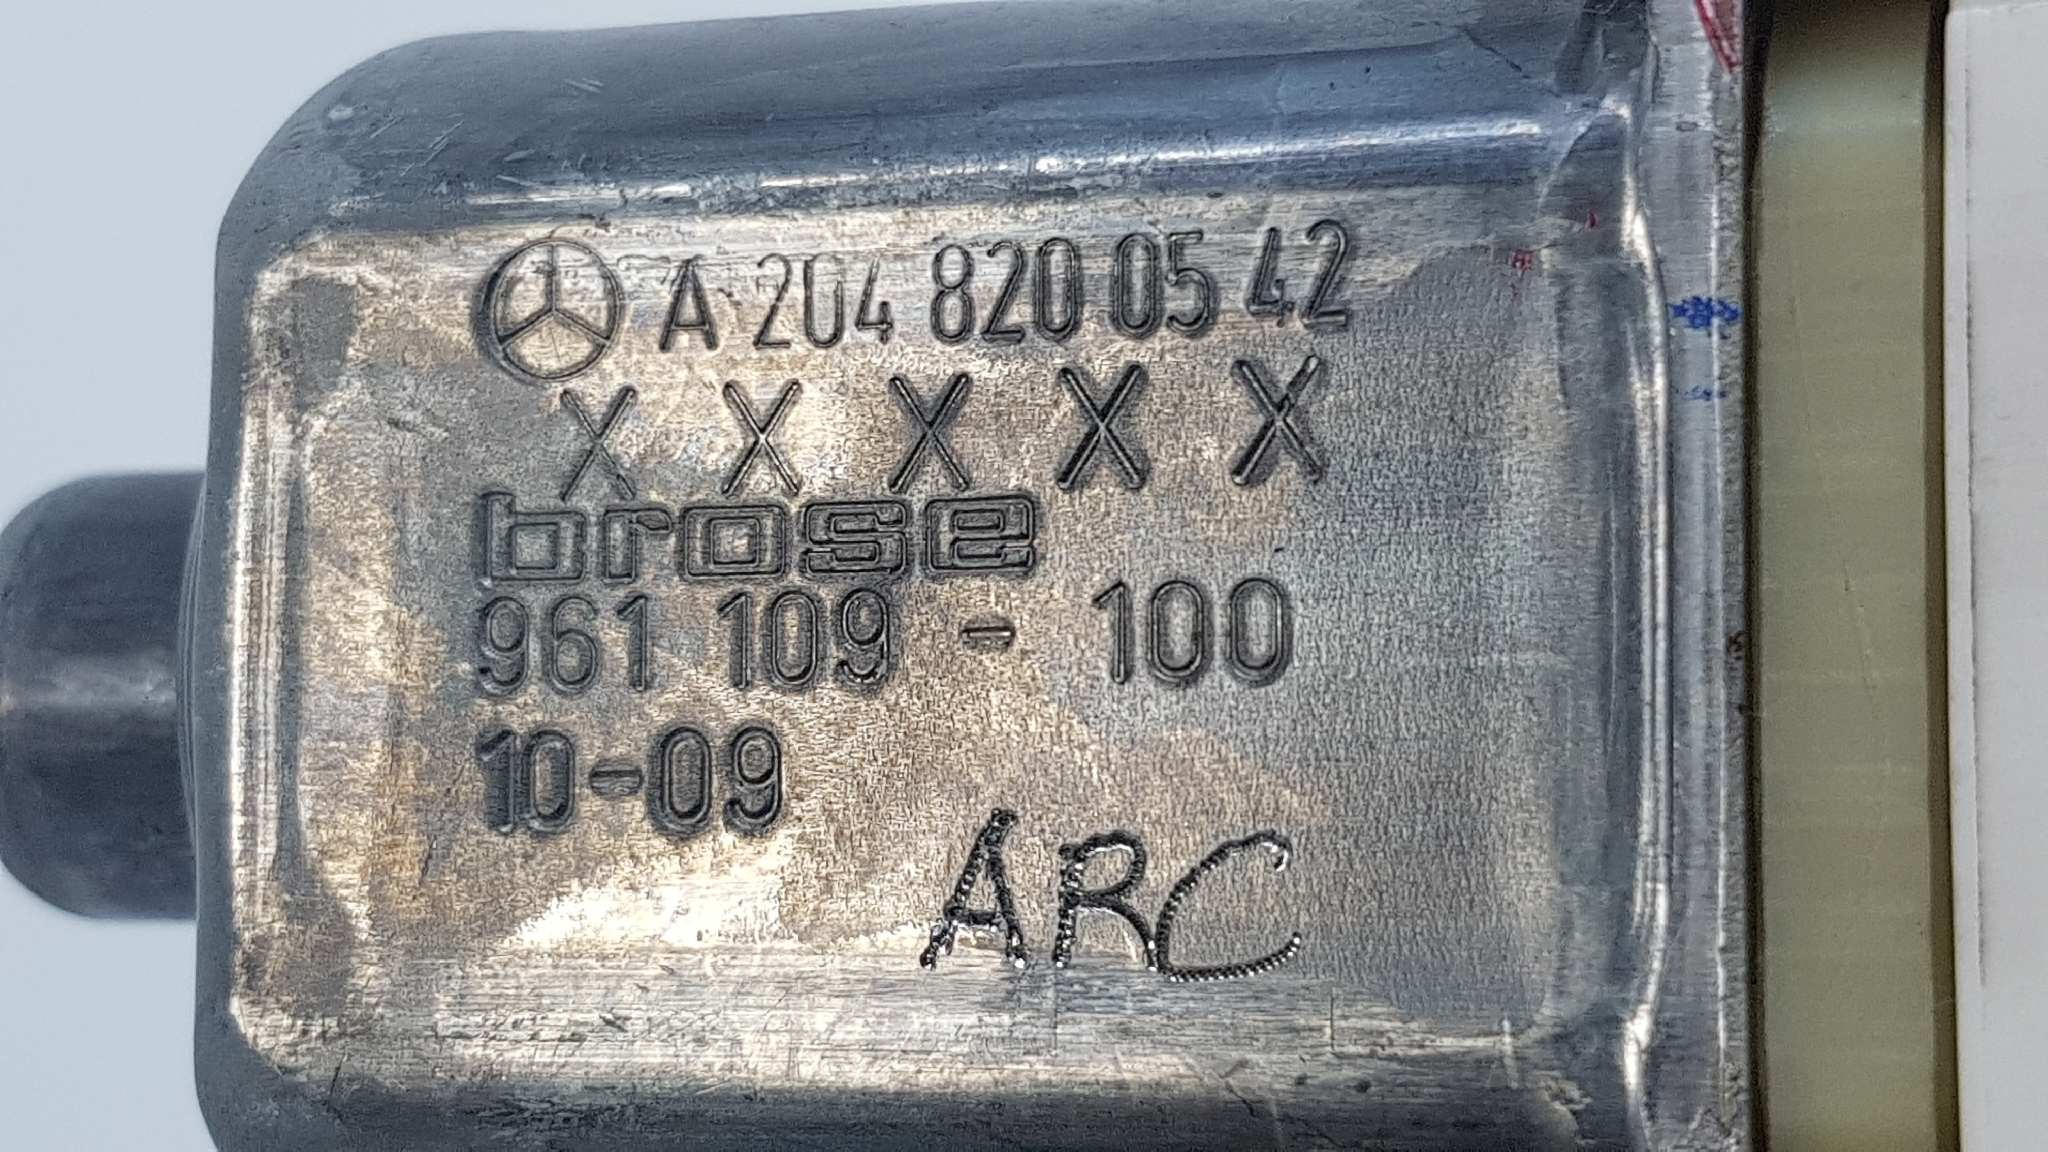 A 204 820 05 42
X X X X X
brose
961 109 - 100
10-09
ARC